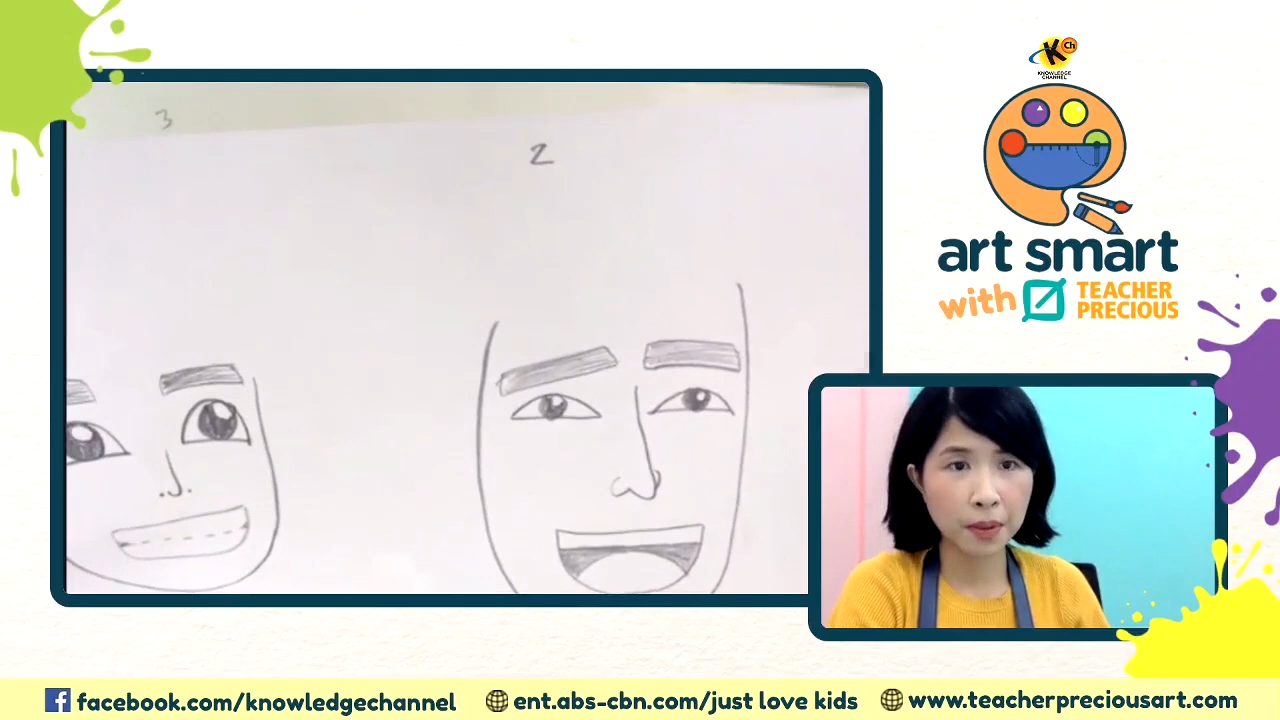 3
2
K
Ch
KNOWLEDGE
CHANNEL
art smart
with TEACHER
PRECIOUS
facebook.com/knowledgechannel
ent.abs-cbn.com/just love kids
www.teacherpreciousart.com